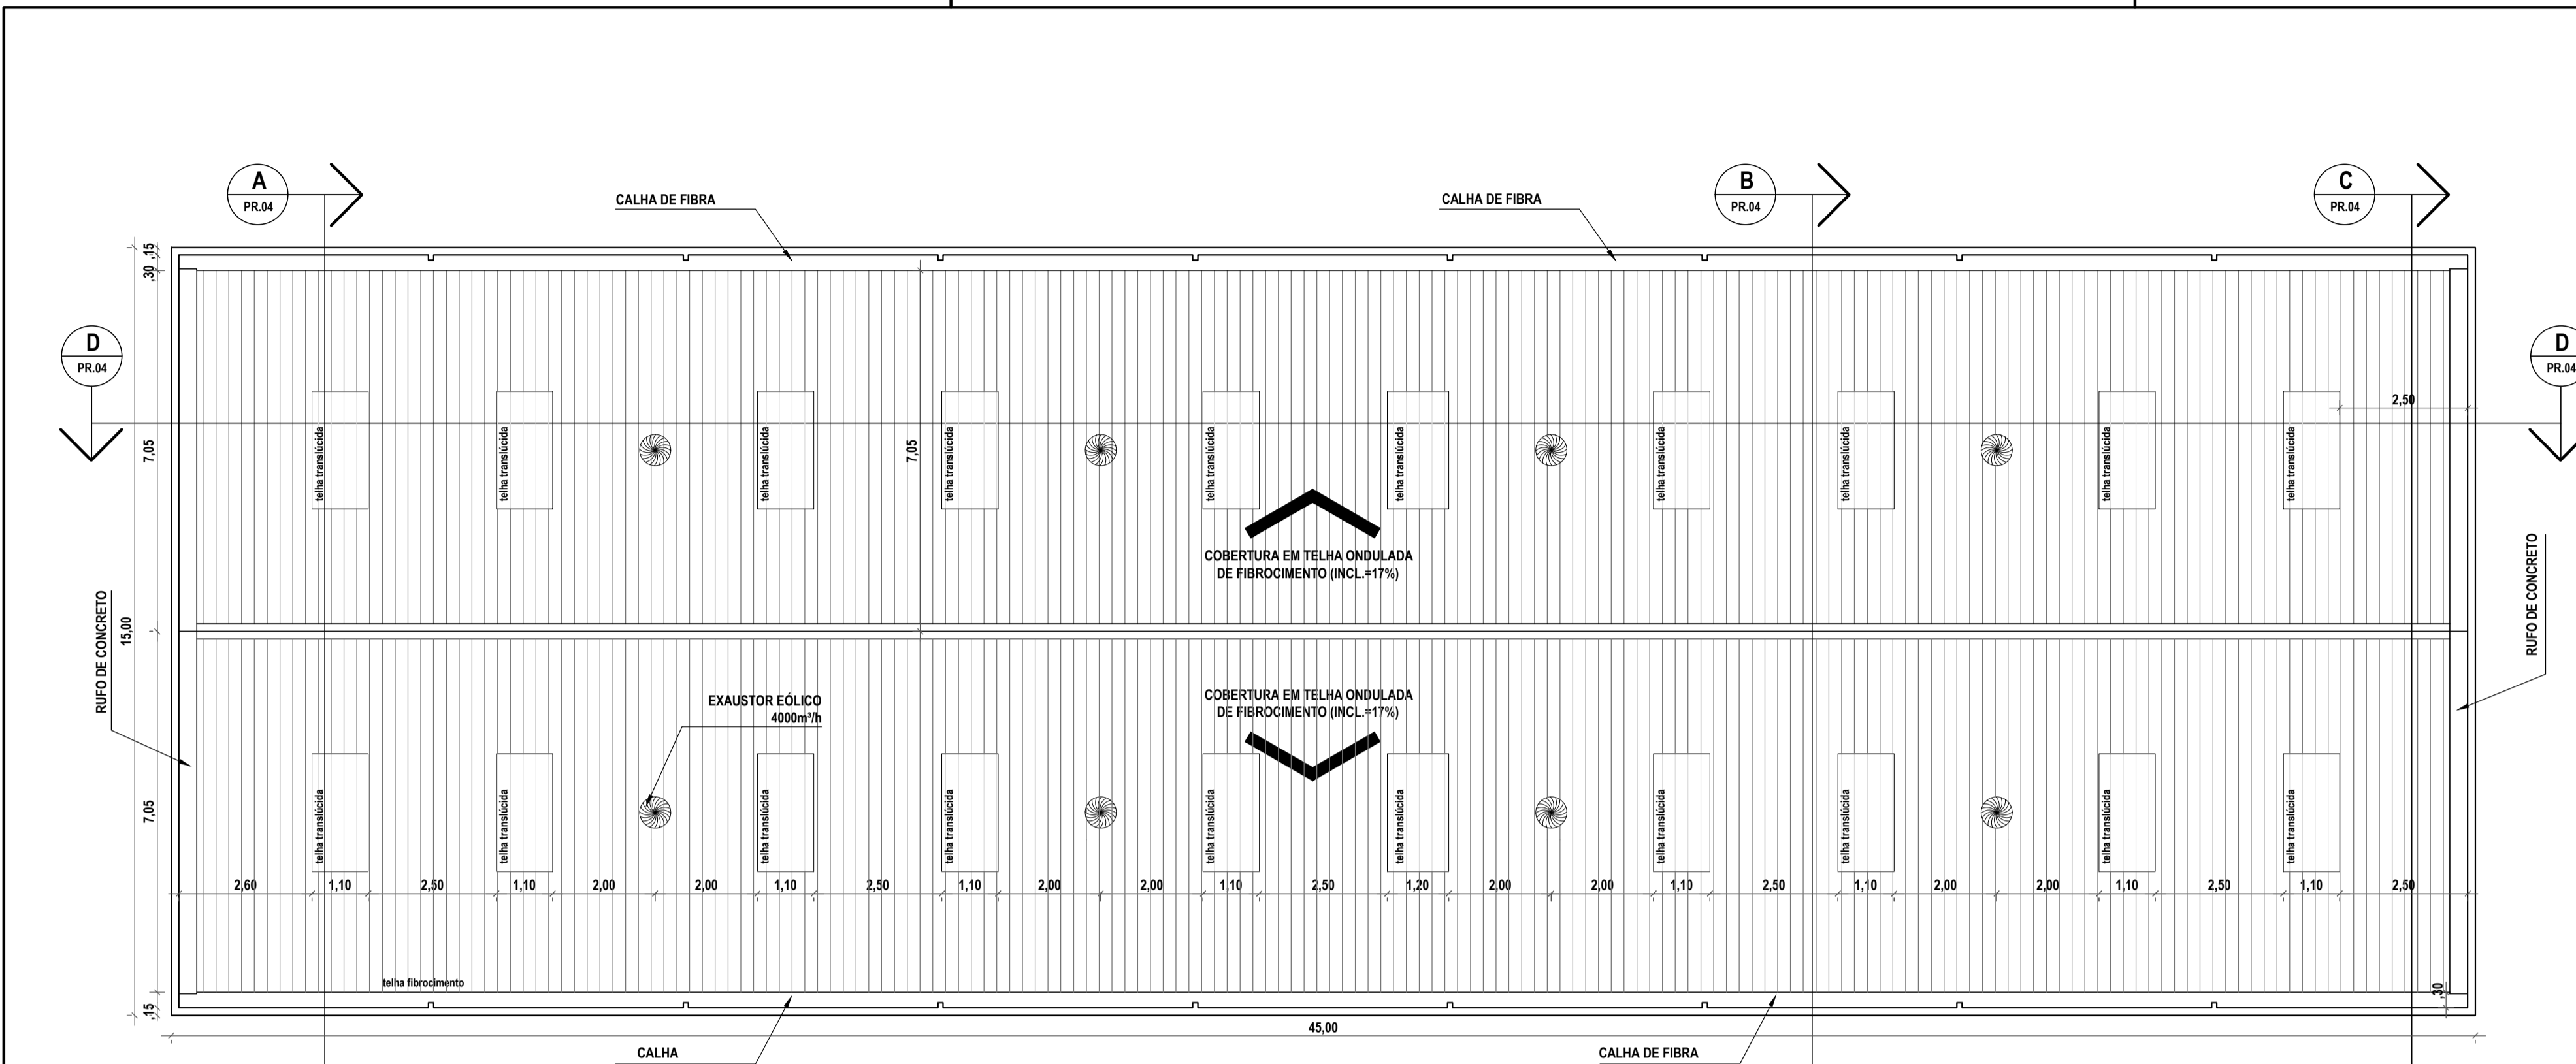 A
PR.04
B
PR.04
C
PR.04
CALHA DE FIBRA
CALHA DE FIBRA
,15
,30
D
PR.04
D
PR.04
2,50
7,05
7,05
telha translúcida
telha translúcida
telha translúcida
telha translúcida
telha translúcida
telha translúcida
telha translúcida
telha translúcida
telha translúcida
telha translúcida
COBERTURA EM TELHA ONDULADA
DE FIBROCIMENTO (INCL.=17%)
RUFO DE CONCRETO
15,00
RUFO DE CONCRETO
EXAUSTOR EÓLICO
4000m³/h
COBERTURA EM TELHA ONDULADA
DE FIBROCIMENTO (INCL.=17%)
7,05
telha translúcida
telha translúcida
telha translúcida
telha translúcida
telha translúcida
telha translúcida
telha translúcida
telha translúcida
telha translúcida
telha translúcida
2,60 1,10 2,50 1,10 2,00 2,00 1,10 2,50 1,10 2,00 2,00 1,10 2,50 1,20 2,00 2,00 1,10 2,50 1,10 2,00 2,00 1,10 2,50 1,10 2,50
telha fibrocimento
,15
,30
45,00
CALHA
CALHA DE FIBRA